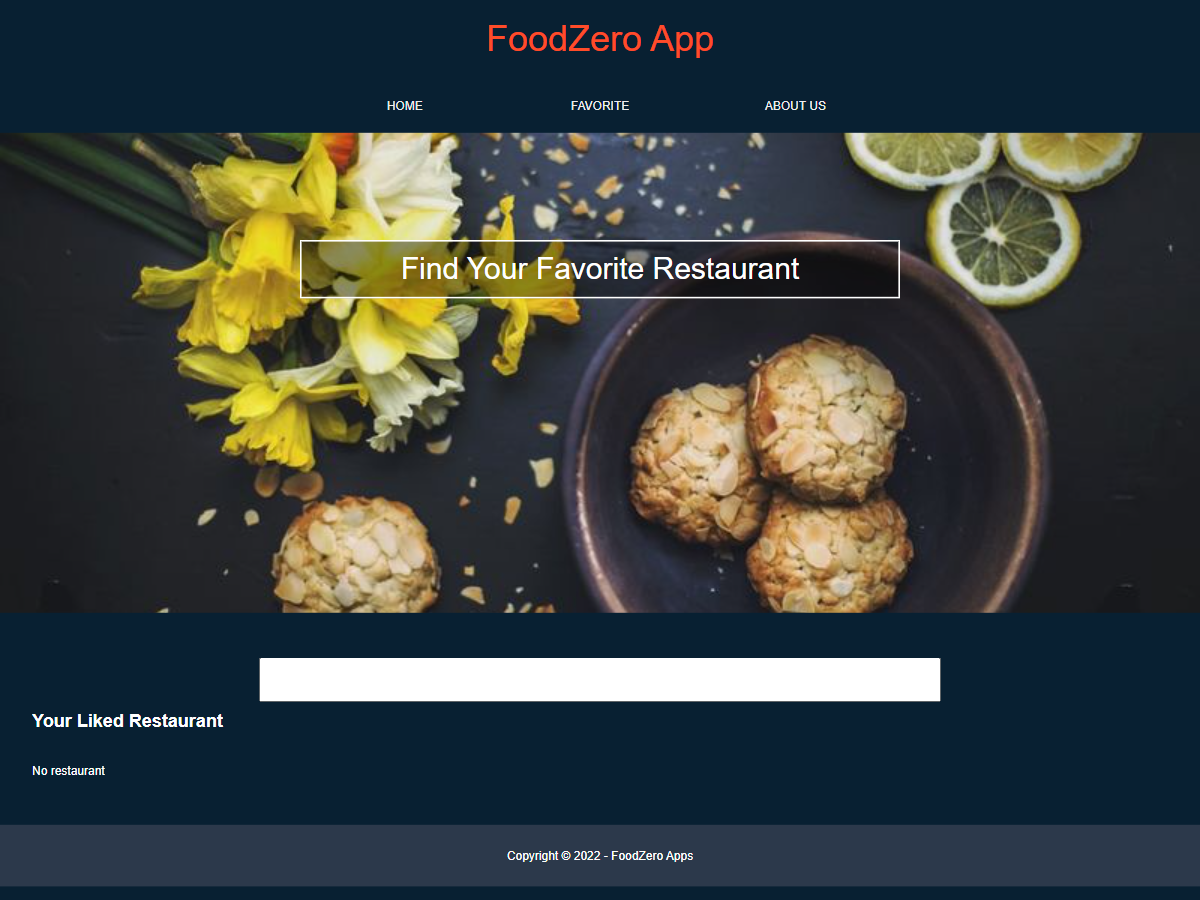 FoodZero App
HOME FAVORITE ABOUT US
Find Your Favorite Restaurant
Your Liked Restaurant
No restaurant
Copyright © 2022 - FoodZero Apps